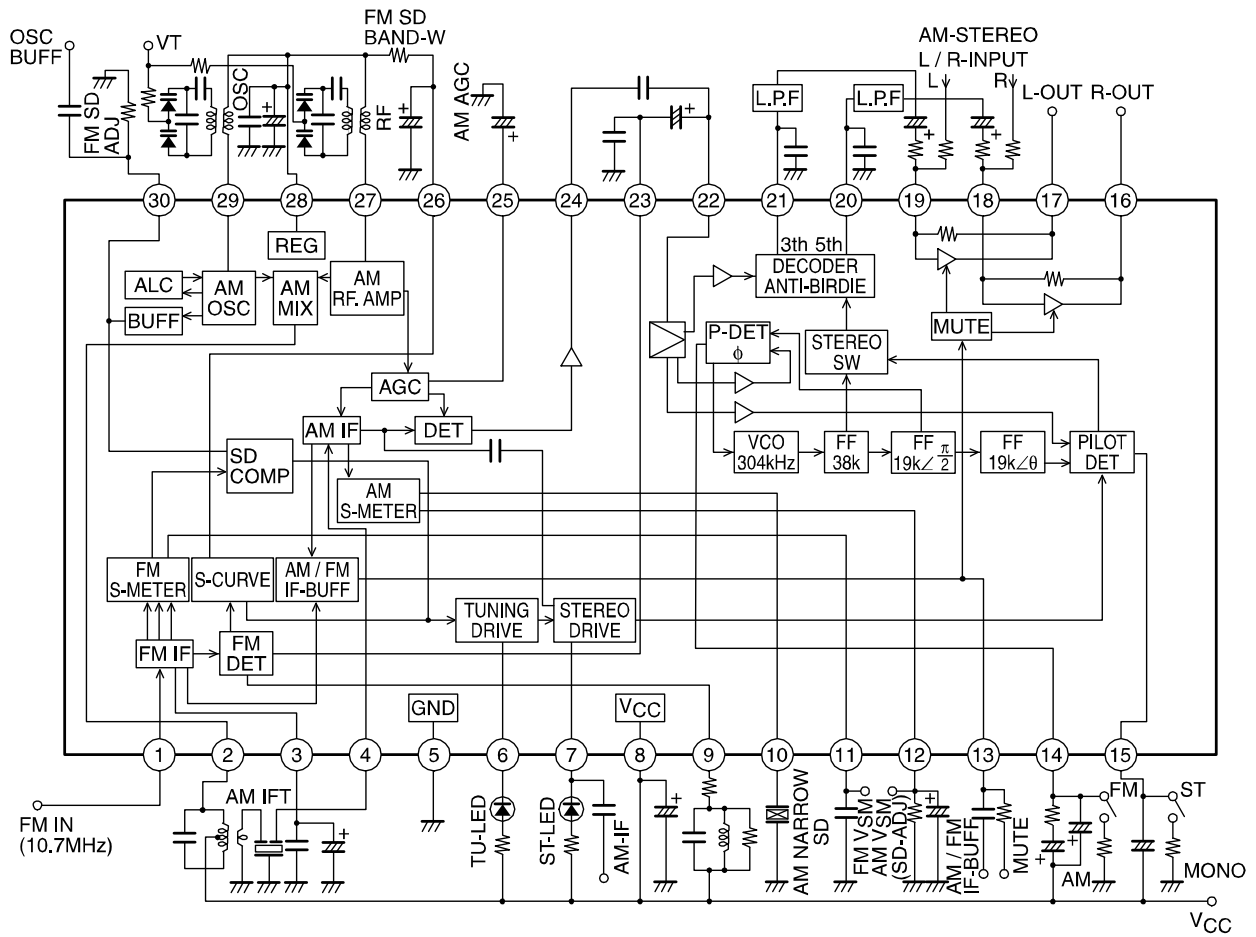 OSC
BUFF
VT
FM SD
BAND-W
AM-STEREO
L / R-INPUT
L
R
L-OUT
R-OUT
FM SD
ADJ
OSC
+
RF
+
AM AGC
+
+
L.P.F
L.P.F
+
+
30
29
28
27
26
25
24
23
22
21
20
19
18
17
16
REG
3th 5th
DECODER
ANTI-BIRDIE
ALC
AM
OSC
AM
MIX
AM
RF. AMP
BUFF
P-DET
ϕ
STEREO
SW
MUTE
AGC
AM IF
DET
VCO
304kHz
FF
38k
FF
19k∠π/2
FF
19k∠θ
PILOT
DET
SD
COMP
AM
S-METER
FM
S-METER
S-CURVE
AM / FM
IF-BUFF
TUNING
DRIVE
STEREO
DRIVE
FM IF
FM
DET
GND
VCC
1
2
3
4
5
6
7
8
9
10
11
12
13
14
15
FM IN
(10.7MHz)
AM IFT
+
TU-LED
ST-LED
AM-IF
+
AM NARROW
SD
FM VSM
AM VSM
(SD-ADJ)
+
AM / FM
IF-BUFF
MUTE
FM
+
+
AM
ST
MONO
VCC